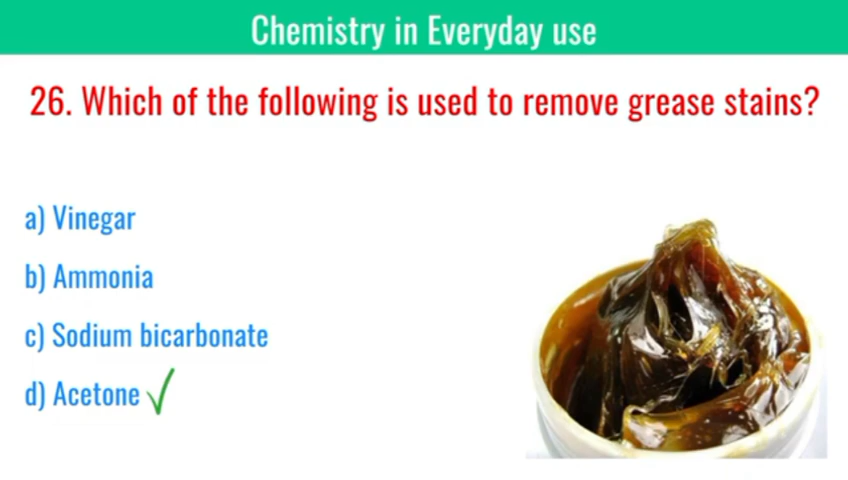 Chemistry in Everyday use
26. Which of the following is used to remove grease stains?
a) Vinegar
b) Ammonia
c) Sodium bicarbonate
d) Acetone